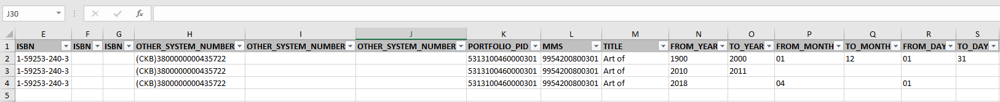 J30 fx
E F G H I J K L M N O P Q R S
1 ISBN ISBN ISBN OTHER_SYSTEM_NUMBER OTHER_SYSTEM_NUMBER OTHER_SYSTEM_NUMBER PORTFOLIO_PID MMS TITLE FROM_YEAR TO_YEAR FROM_MONTH TO_MONTH FROM_DAY TO_DAY
2 1-59253-240-3 (CKB)3800000000435722 5313100460000301 9954200800301 Art of 1900 2000 01 12 01 31
3 1-59253-240-3 (CKB)3800000000435722 5313100460000301 9954200800301 Art of 2010 2011
4 1-59253-240-3 (CKB)3800000000435722 5313100460000301 9954200800301 Art of 2018 04 01
5